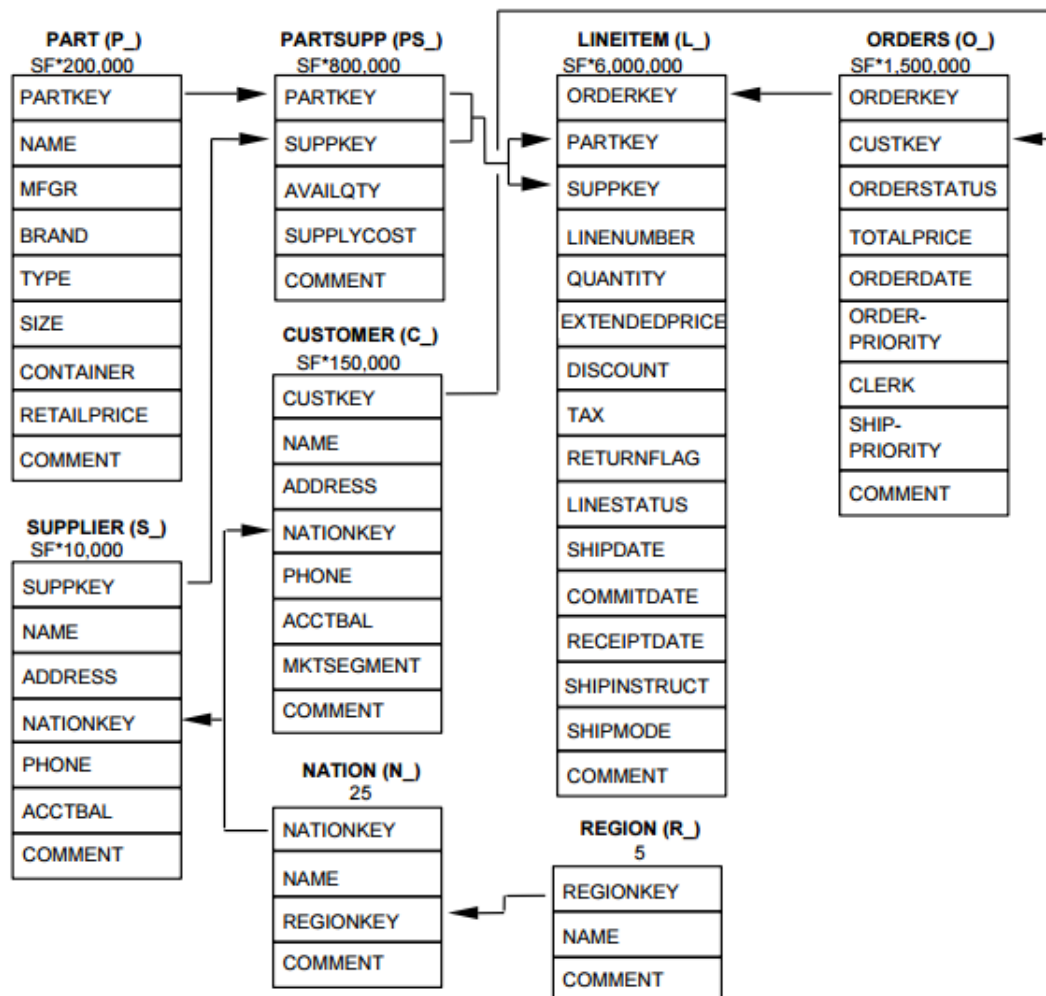 PART (P_)
SF*200,000
PARTKEY
NAME
MFGR
BRAND
TYPE
SIZE
CONTAINER
RETAILPRICE
COMMENT
SUPPLIER (S_)
SF*10,000
SUPPKEY
NAME
ADDRESS
NATIONKEY
PHONE
ACCTBAL
COMMENT
PARTSUPP (PS_)
SF*800,000
PARTKEY
SUPPKEY
AVAILQTY
SUPPLYCOST
COMMENT
CUSTOMER (C_)
SF*150,000
CUSTKEY
NAME
ADDRESS
NATIONKEY
PHONE
ACCTBAL
MKTSEGMENT
COMMENT
NATION (N_)
25
NATIONKEY
NAME
REGIONKEY
COMMENT
LINEITEM (L_)
SF*6,000,000
ORDERKEY
PARTKEY
SUPPKEY
LINENUMBER
QUANTITY
EXTENDEDPRICE
DISCOUNT
TAX
RETURNFLAG
LINESTATUS
SHIPDATE
COMMITDATE
RECEIPTDATE
SHIPINSTRUCT
SHIPMODE
COMMENT
REGION (R_)
5
REGIONKEY
NAME
COMMENT
ORDERS (O_)
SF*1,500,000
ORDERKEY
CUSTKEY
ORDERSTATUS
TOTALPRICE
ORDERDATE
ORDER-
PRIORITY
CLERK
SHIP-
PRIORITY
COMMENT